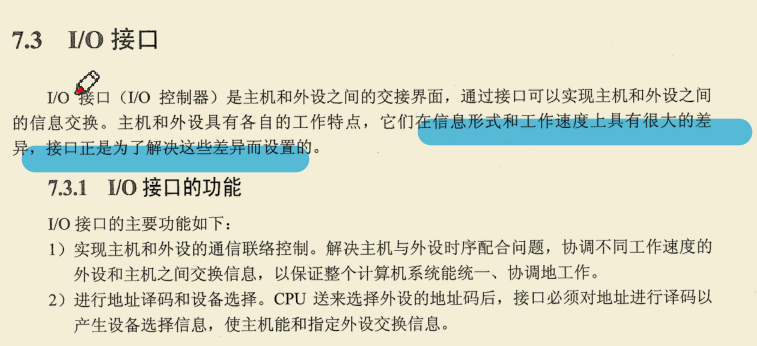 7.3 I/O 接口
I/O 接口（I/O 控制器）是主机和外设之间的交接界面，通过接口可以实现主机和外设之间
的信息交换。主机和外设具有各自的工作特点，它们在信息形式和工作速度上具有很大的差
异，接口正是为了解决这些差异而设置的。
7.3.1 I/O 接口的功能
I/O 接口的主要功能如下：
1）实现主机和外设的通信联络控制。解决主机与外设时序配合问题，协调不同工作速度的
外设和主机之间交换信息，以保证整个计算机系统能统一、协调地工作。
2）进行地址译码和设备选择。CPU 送来选择外设的地址码后，接口必须对地址进行译码以
产生设备选择信息，使主机能和指定外设交换信息。